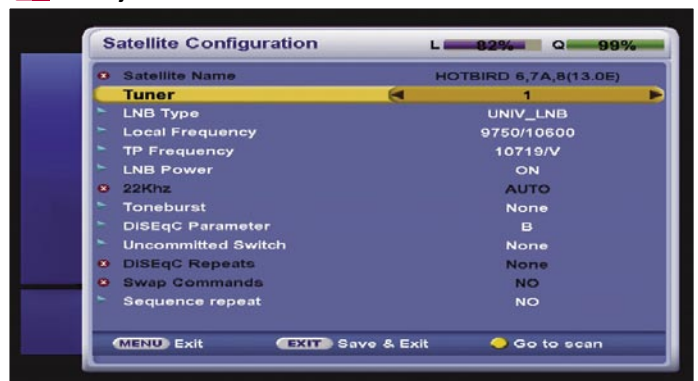 Satellite Configuration L 82% Q 99%
Satellite Name HOTBIRD 6,7A,8(13.0E)
Tuner 1
LNB Type UNIV_LNB
Local Frequency 9750/10600
TP Frequency 10719/V
LNB Power ON
22Khz AUTO
Toneburst None
DiSEqC Parameter B
Uncommitted Switch None
DiSEqC Repeats None
Swap Commands NO
Sequence repeat NO
MENU Exit EXIT Save & Exit Go to scan